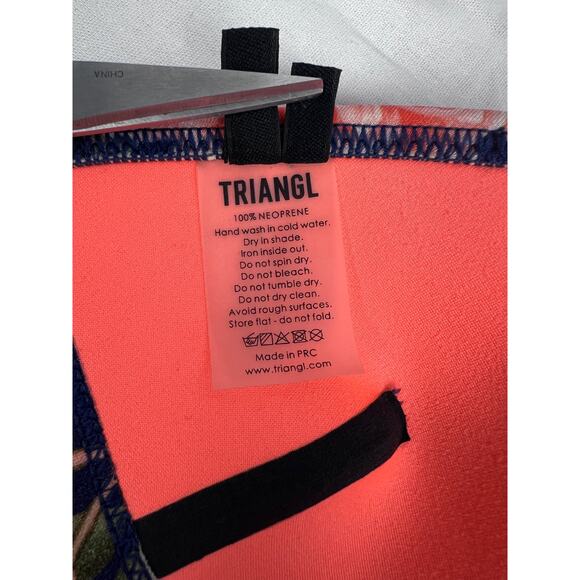 CHINA
TRIANGL
100% NEOPRENE
Hand wash in cold water.
Dry in shade.
Iron inside out.
Do not spin dry.
Do not bleach.
Do not tumble dry.
Do not dry clean.
Avoid rough surfaces.
Store flat - do not fold.
Made in PRC
www.triangl.com